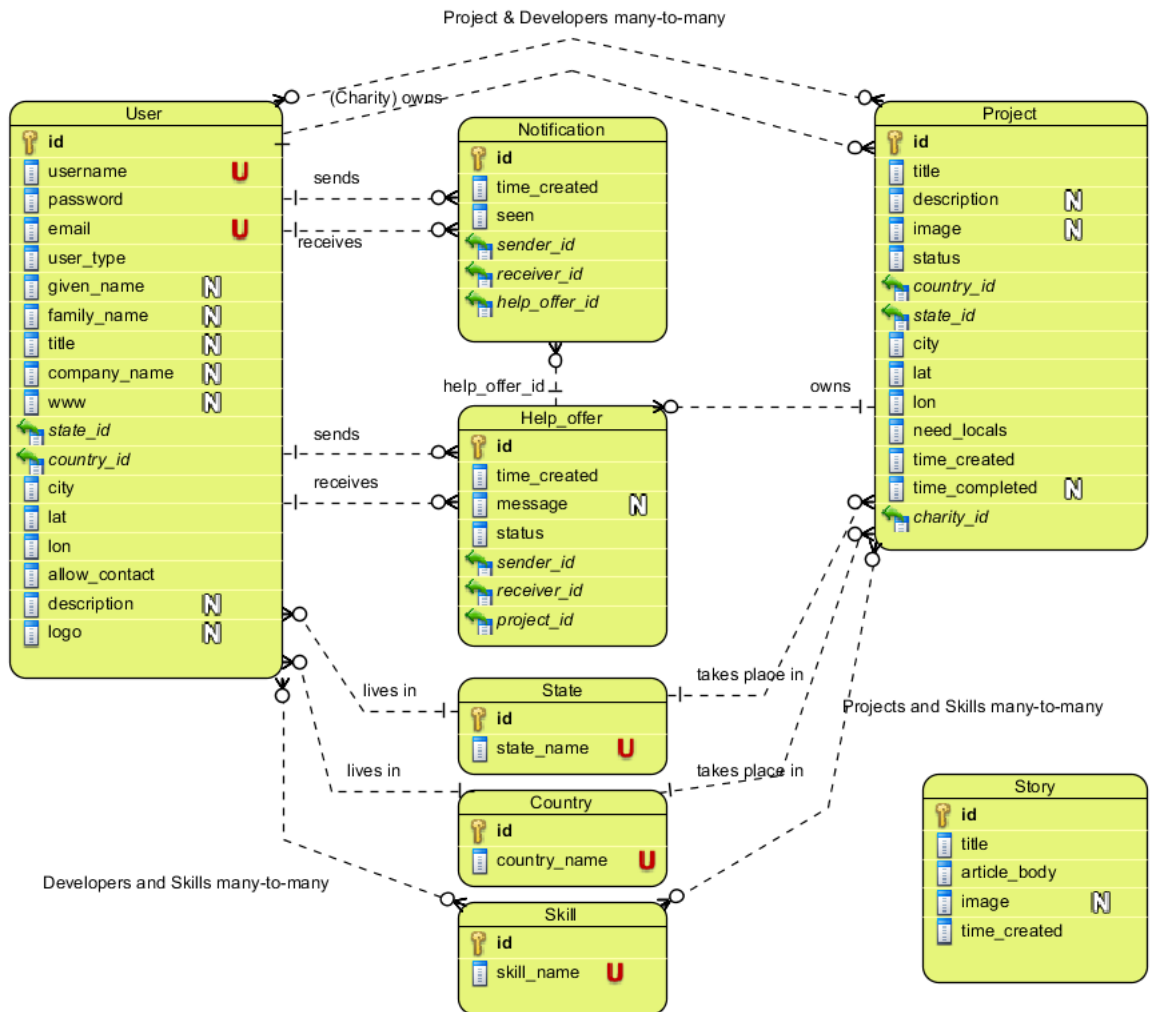 Project & Developers many-to-many
(Charity) owns
User
id
username U
password
email U
user_type
given_name N
family_name N
title N
company_name N
www N
state_id
country_id
city
lat
lon
allow_contact
description N
logo N
sends
receives
Notification
id
time_created
seen
sender_id
receiver_id
help_offer_id
help_offer_id
owns
sends
receives
Help_offer
id
time_created
message N
status
sender_id
receiver_id
project_id
Project
id
title
description N
image N
status
country_id
state_id
city
lat
lon
need_locals
time_created
time_completed N
charity_id
lives in
State
id
state_name U
takes place in
Projects and Skills many-to-many
lives in
Country
id
country_name U
takes place in
Developers and Skills many-to-many
Skill
id
skill_name U
Story
id
title
article_body
image N
time_created